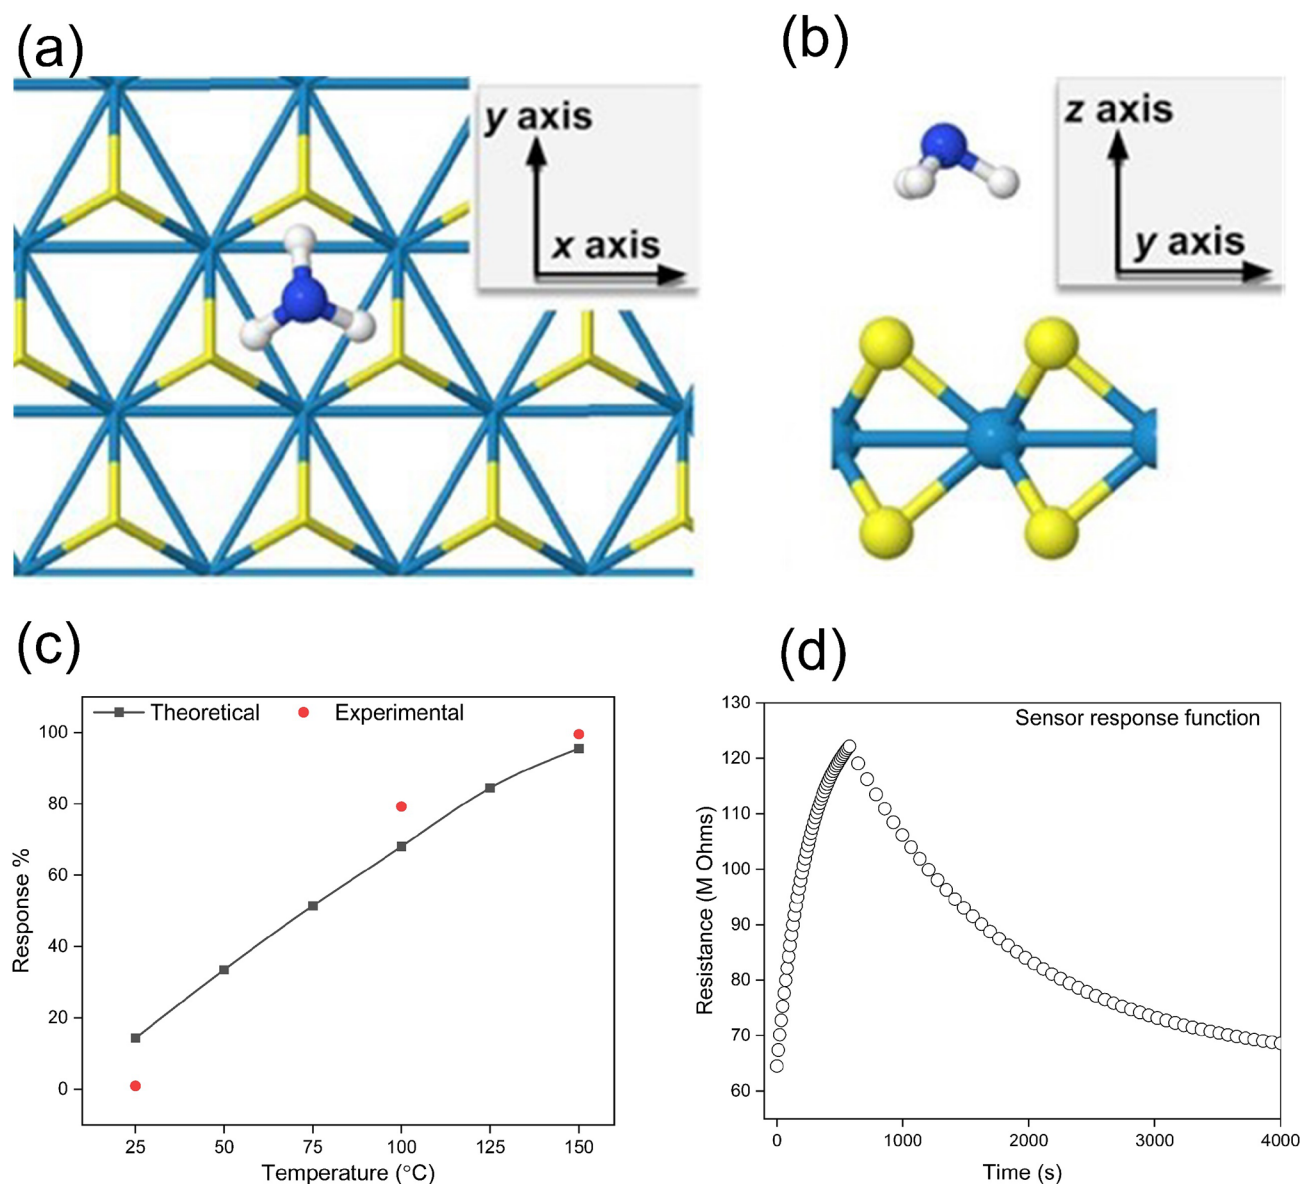 (a)
y axis
x axis
(b)
z axis
y axis
(c)
Theoretical
Experimental
100
80
60
40
20
0
Response %
25
50
75
100
125
150
Temperature (°C)
(d)
Sensor response function
130
120
110
100
90
80
70
60
Resistance (M Ohms)
0
1000
2000
3000
4000
Time (s)